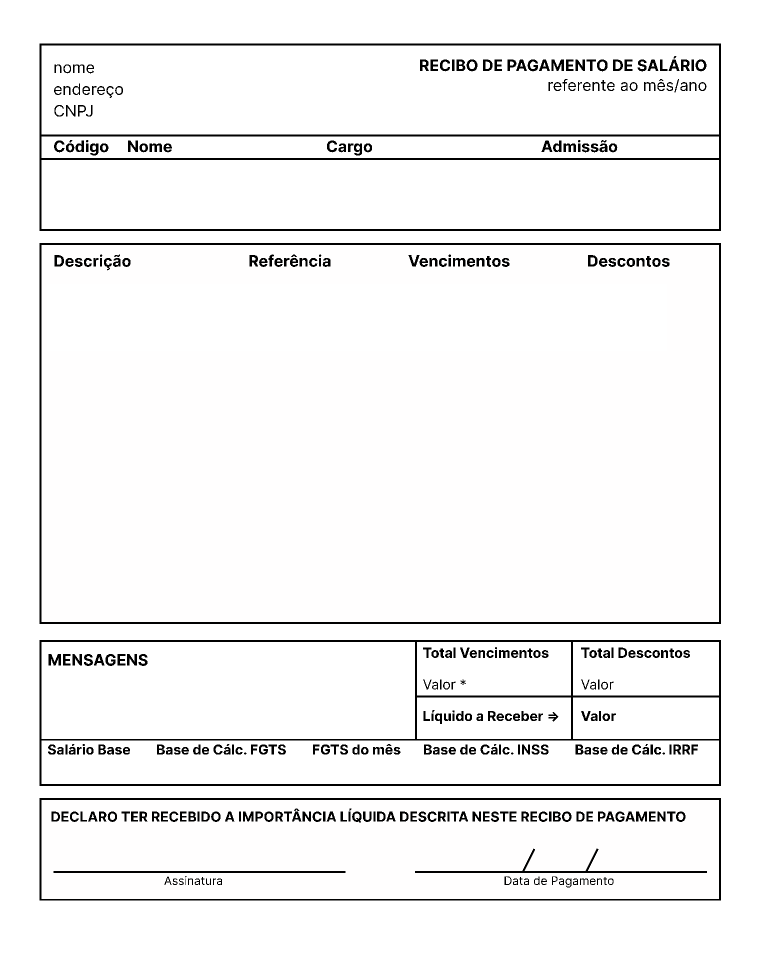 nome
endereço
CNPJ
RECIBO DE PAGAMENTO DE SALÁRIO
referente ao mês/ano
Código Nome Cargo Admissão
Descrição Referência Vencimentos Descontos
MENSAGENS
Total Vencimentos Total Descontos
Valor * Valor
Líquido a Receber ⇒ Valor
Salário Base Base de Cálc. FGTS FGTS do mês Base de Cálc. INSS Base de Cálc. IRRF
DECLARO TER RECEBIDO A IMPORTÂNCIA LÍQUIDA DESCRITA NESTE RECIBO DE PAGAMENTO
/ /
Assinatura Data de Pagamento